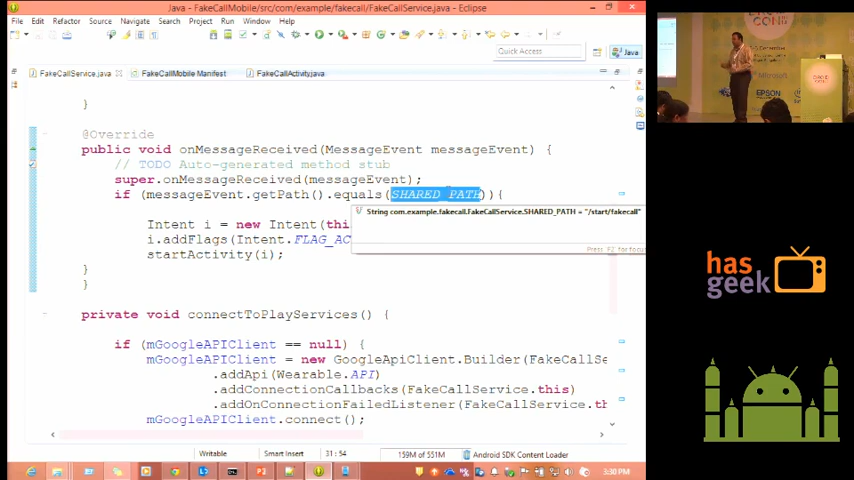 Java - FakeCallMobile/src/com/example/fakecall/FakeCallService.java - Eclipse
File Edit Source Refactor Navigate Search Project Run Window Help
Quick Access
Java
FakeCallService.java
FakeCallMobile Manifest
FakeCallActivity.java
}
@Override
public void onMessageReceived(MessageEvent messageEvent) {
// TODO Auto-generated method stub
super.onMessageReceived(messageEvent);
if (messageEvent.getPath().equals(SHARED_PATH)){
String com.example.fakecall.FakeCallService.SHARED_PATH = "/start/fakecall"
Intent i = new Intent(thi
i.addFlags(Intent.FLAG_AC
startActivity(i);
Press 'F2' for focus
}
}
private void connectToPlayServices() {
if (mGoogleAPIClient == null) {
mGoogleAPIClient = new GoogleApiClient.Builder(FakeCallSe
.addApi(Wearable.API)
.addConnectionCallbacks(FakeCallService.this)
.addOnConnectionFailedListener(FakeCallService.th
mGoogleAPIClient.connect();
Writable
Smart Insert
31 : 54
159M of 551M
Android SDK Content Loader
3:30 PM
CON
Microsoft
EPSON
has
geek